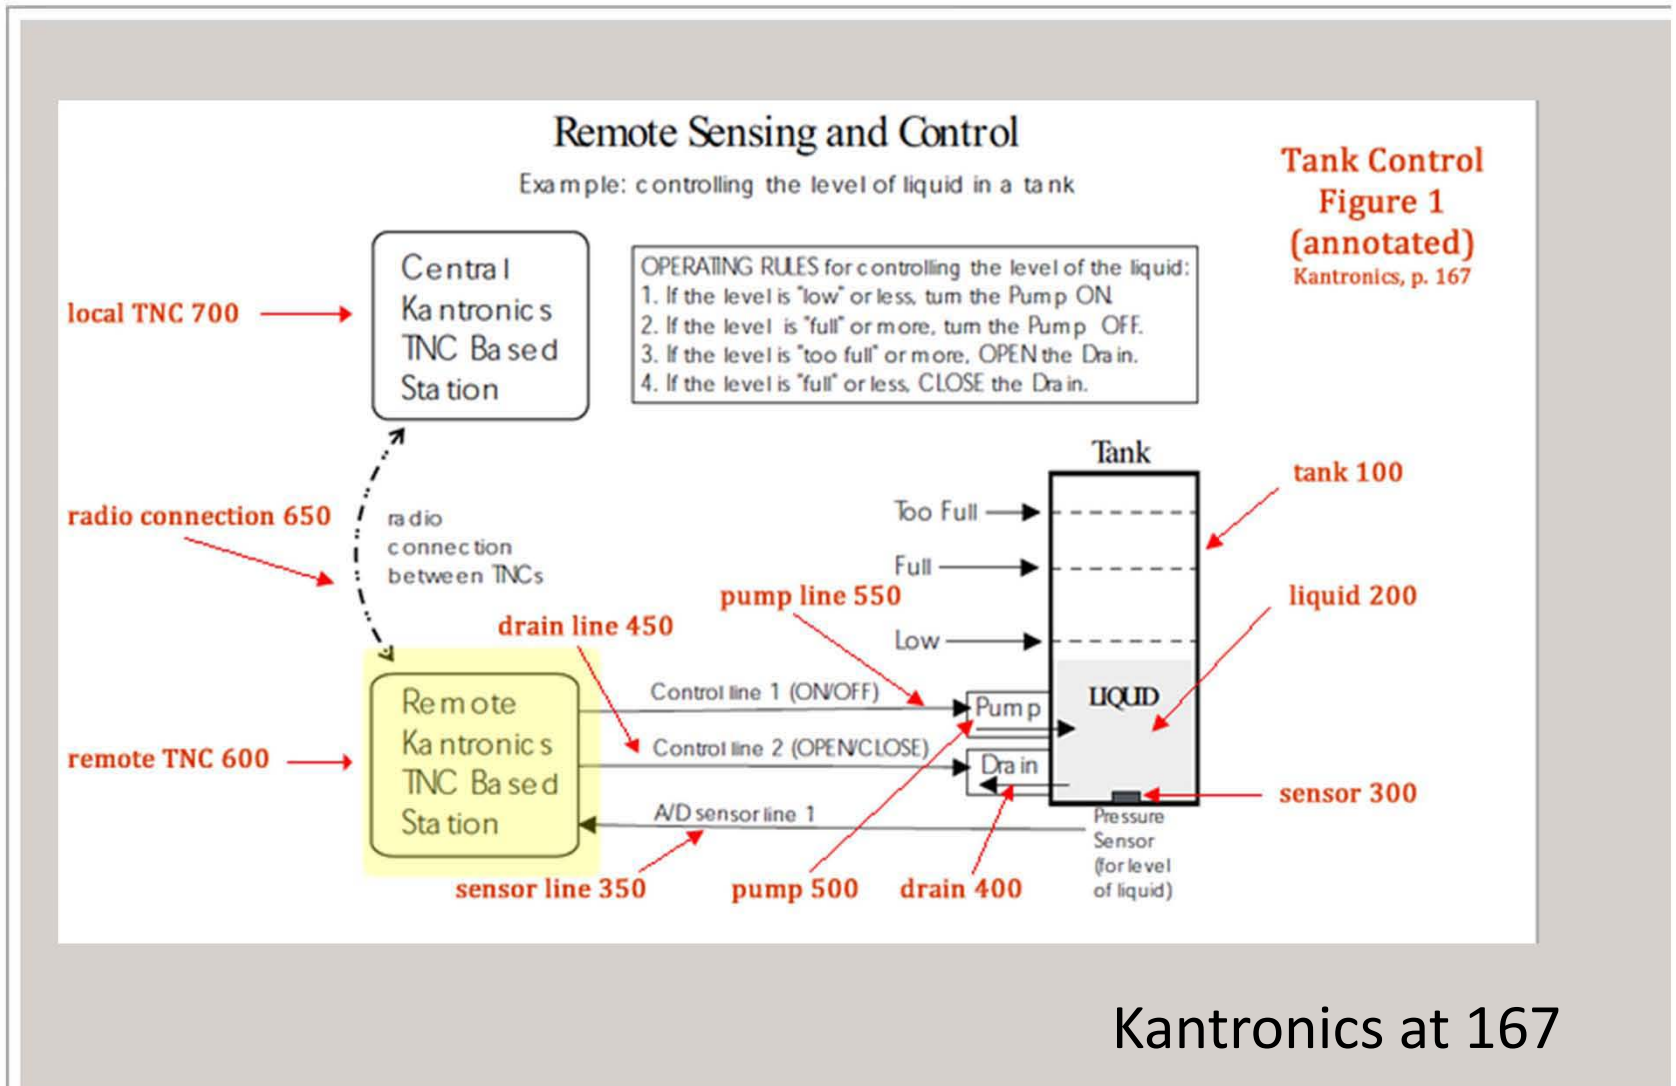 Remote Sensing and Control
Example: controlling the level of liquid in a tank
Tank Control
Figure 1
(annotated)
Kantronics, p. 167
local TNC 700
Central
Kantronics
TNC Based
Station
OPERATING RULES for controlling the level of the liquid:
1. If the level is "low" or less, turn the Pump ON.
2. If the level is "full" or more, turn the Pump OFF.
3. If the level is "too full" or more, OPEN the Drain.
4. If the level is "full" or less, CLOSE the Drain.
Tank
tank 100
radio connection 650
radio
connection
between TNCs
Too Full
Full
Low
pump line 550
liquid 200
drain line 450
remote TNC 600
Remote
Kantronics
TNC Based
Station
Control line 1 (ON/OFF)
Control line 2 (OPEN/CLOSE)
A/D sensor line 1
Pump
Drain
LIQUID
sensor 300
Pressure
Sensor
(for level
of liquid)
sensor line 350
pump 500
drain 400
Kantronics at 167